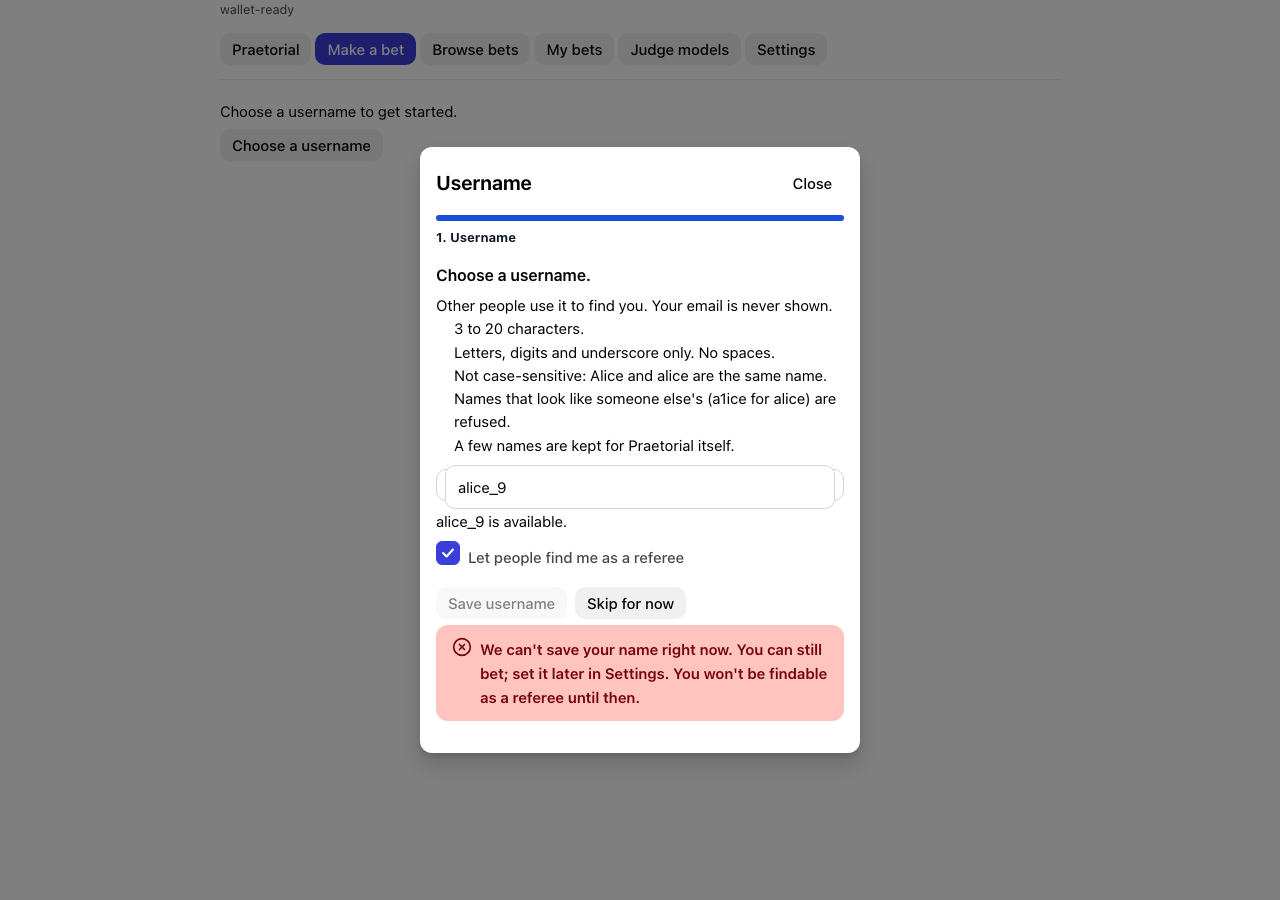 wallet-ready
Praetorial Make a bet Browse bets My bets Judge models Settings
Choose a username to get started.
Choose a username
Username Close
1. Username
Choose a username.
Other people use it to find you. Your email is never shown.
3 to 20 characters.
Letters, digits and underscore only. No spaces.
Not case-sensitive: Alice and alice are the same name.
Names that look like someone else's (a1ice for alice) are
refused.
A few names are kept for Praetorial itself.
alice_9
alice_9 is available.
Let people find me as a referee
Save username Skip for now
We can't save your name right now. You can still
bet; set it later in Settings. You won't be findable
as a referee until then.